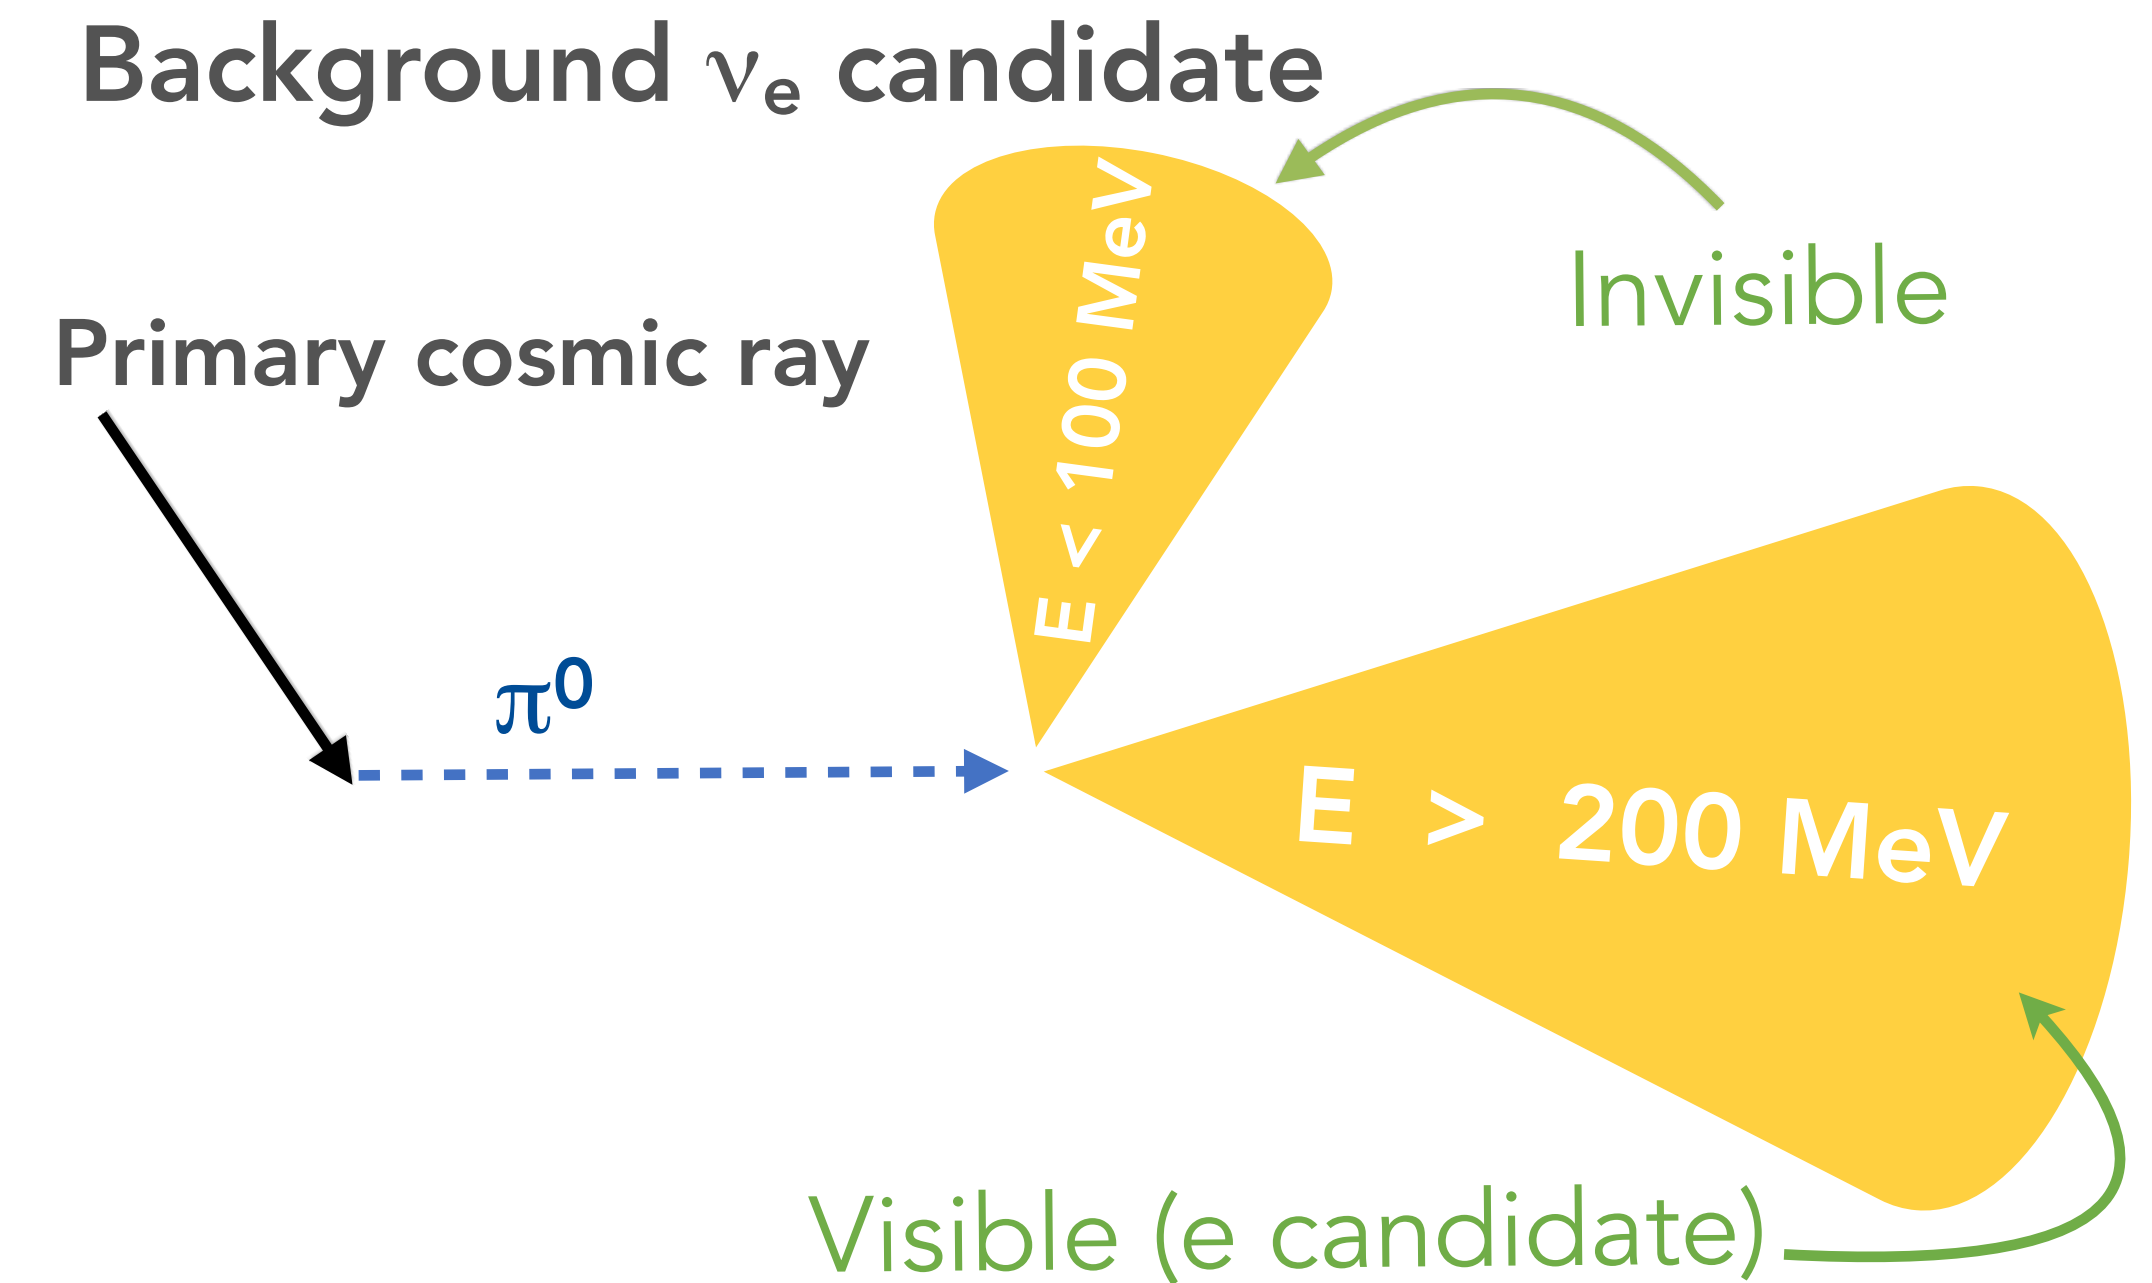 Background νe candidate
Invisible
Primary cosmic ray
E < 100 MeV
π0
E > 200 MeV
Visible (e candidate)